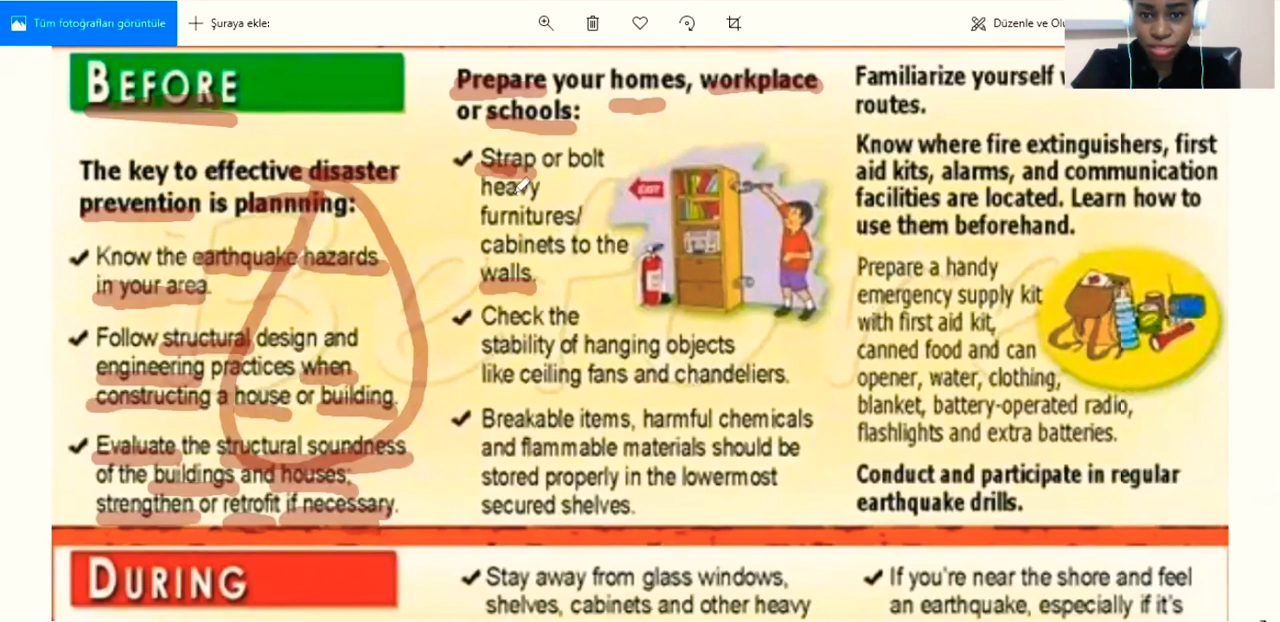 Tüm fotoğrafları görüntüle
Şuraya ekle:
Düzenle ve
BEFORE
The key to effective disaster
prevention is plannning:
✔ Know the earthquake hazards
in your area.
✔ Follow structural design and
engineering practices when
constructing a house or building.
✔ Evaluate the structural soundness
of the buildings and houses;
strengthen or retrofit if necessary.
Prepare your homes, workplace
or schools:
✔ Strap or bolt
heavy
furnitures/
cabinets to the
walls.
EXIT
✔ Check the
stability of hanging objects
like ceiling fans and chandeliers.
✔ Breakable items, harmful chemicals
and flammable materials should be
stored properly in the lowermost
secured shelves.
Familiarize yourself
routes.
Know where fire extinguishers, first
aid kits, alarms, and communication
facilities are located. Learn how to
use them beforehand.
Prepare a handy
emergency supply kit
with first aid kit,
canned food and can
opener, water, clothing,
blanket, battery-operated radio,
flashlights and extra batteries.
Conduct and participate in regular
earthquake drills.
DURING
✔ Stay away from glass windows,
shelves, cabinets and other heavy
✔ If you're near the shore and feel
an earthquake, especially if it's